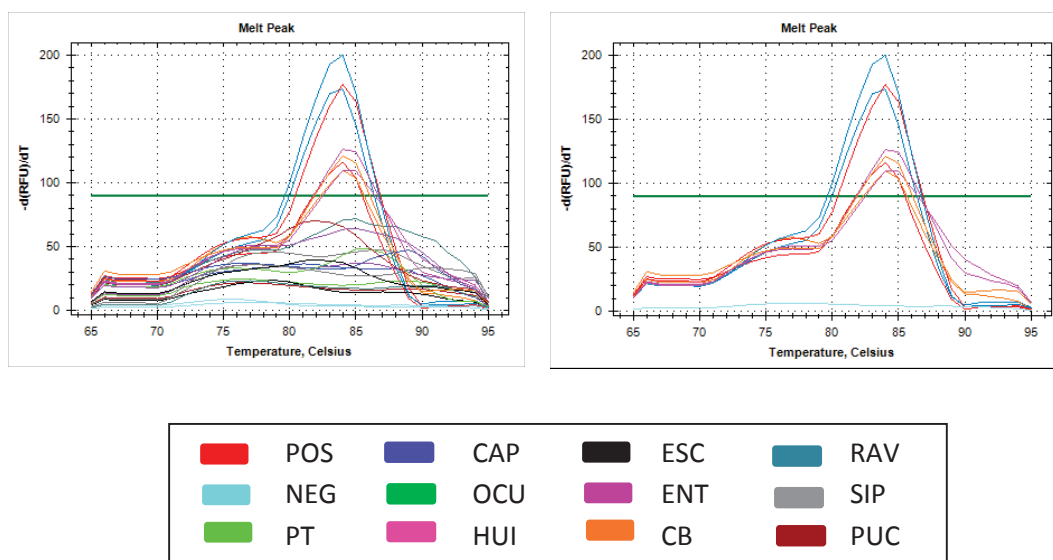 Melt Peak
200
150
100
50
0
-d(RFU)/dT
65 70 75 80 85 90 95
Temperature, Celsius
Melt Peak
200
150
100
50
0
-d(RFU)/dT
65 70 75 80 85 90 95
Temperature, Celsius
POS CAP ESC RAV
NEG OCU ENT SIP
PT HUI CB PUC